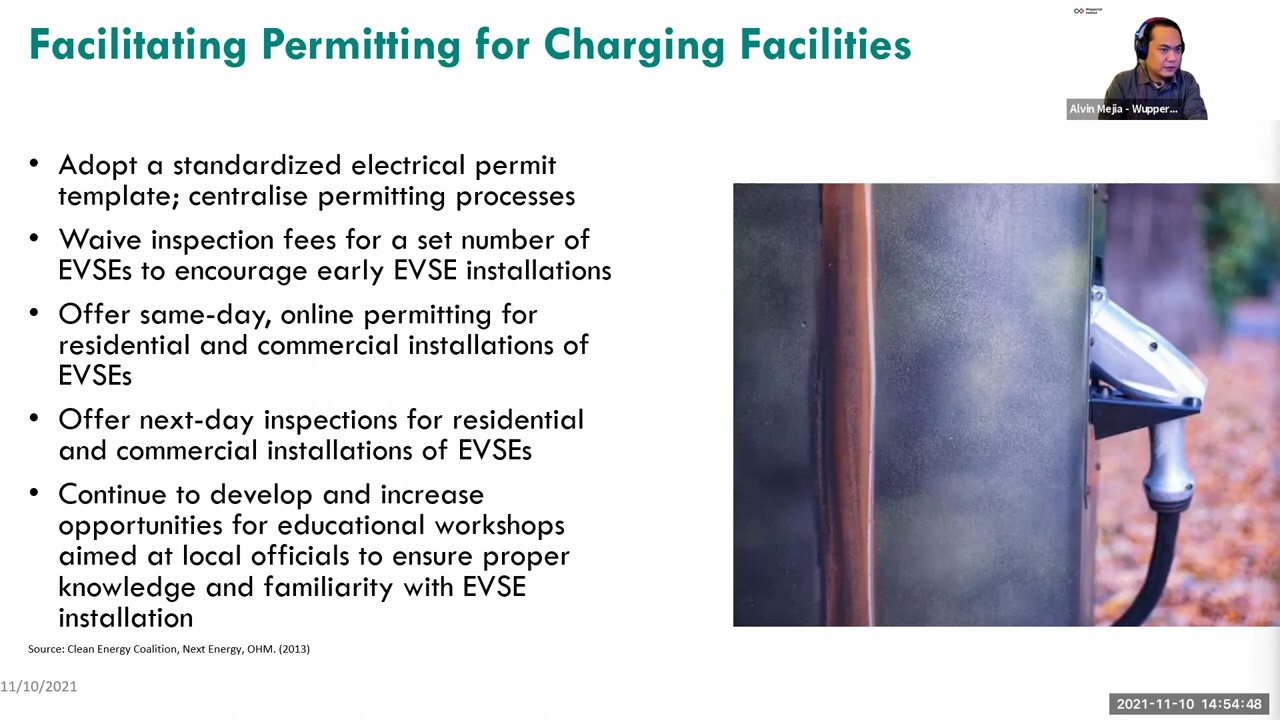 Facilitating Permitting for Charging Facilities
Wuppertal
Institut
Alvin Mejia - Wupper...
• Adopt a standardized electrical permit
template; centralise permitting processes
• Waive inspection fees for a set number of
EVSEs to encourage early EVSE installations
• Offer same-day, online permitting for
residential and commercial installations of
EVSEs
• Offer next-day inspections for residential
and commercial installations of EVSEs
• Continue to develop and increase
opportunities for educational workshops
aimed at local officials to ensure proper
knowledge and familiarity with EVSE
installation
Source: Clean Energy Coalition, Next Energy, OHM. (2013)
11/10/2021
2021-11-10 14:54:48